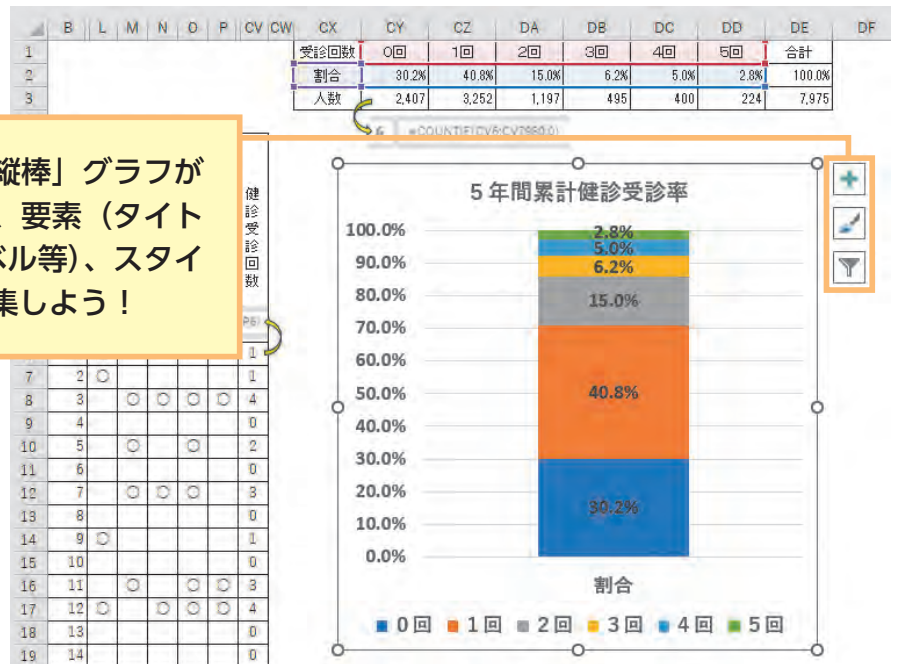 B L M N O P CV CW CX CY CZ DA DB DC DD DE DF
1 受診回数 0回 1回 2回 3回 4回 5回 合計
2 割合 30.2% 40.8% 15.0% 6.2% 5.0% 2.8% 100.0%
3 人数 2,407 3,252 1,197 495 400 224 7,975
縦棒」グラフが
、要素（タイト
ベル等）、スタイ
集しよう！
健診受診回数
P6)
1
7 2 ○ 1
8 3 ○ ○ ○ ○ 4
9 4 0
10 5 ○ ○ 2
11 6 0
12 7 ○ ○ ○ 3
13 8 0
14 9 ○ 1
15 10 0
16 11 ○ ○ ○ 3
17 12 ○ ○ ○ ○ 4
18 13 0
19 14 0
5年間累計健診受診率
100.0%
90.0%
80.0%
70.0%
60.0%
50.0%
40.0%
30.0%
20.0%
10.0%
0.0%
2.8%
5.0%
6.2%
15.0%
40.8%
30.2%
割合
0回 1回 2回 3回 4回 5回